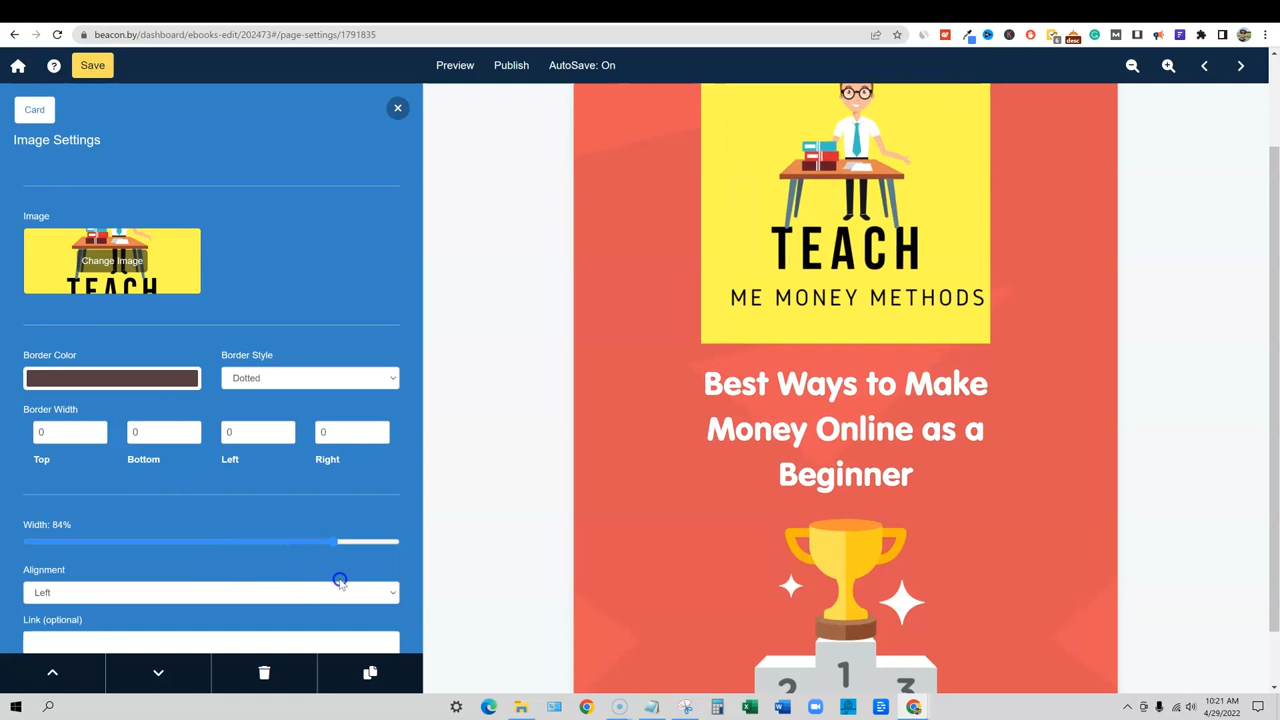 beacon.by/dashboard/ebooks-edit/202473#/page-settings/1791835
Save
Preview
Publish
AutoSave: On
Card
Image Settings
Image
Change Image
TEACH
Border Color
Border Style
Dotted
Border Width
0
0
0
0
Top
Bottom
Left
Right
Width: 84%
Alignment
Left
Link (optional)
TEACH
ME MONEY METHODS
Best Ways to Make
Money Online as a
Beginner
1
2
3
10:21 AM
4/29/2022